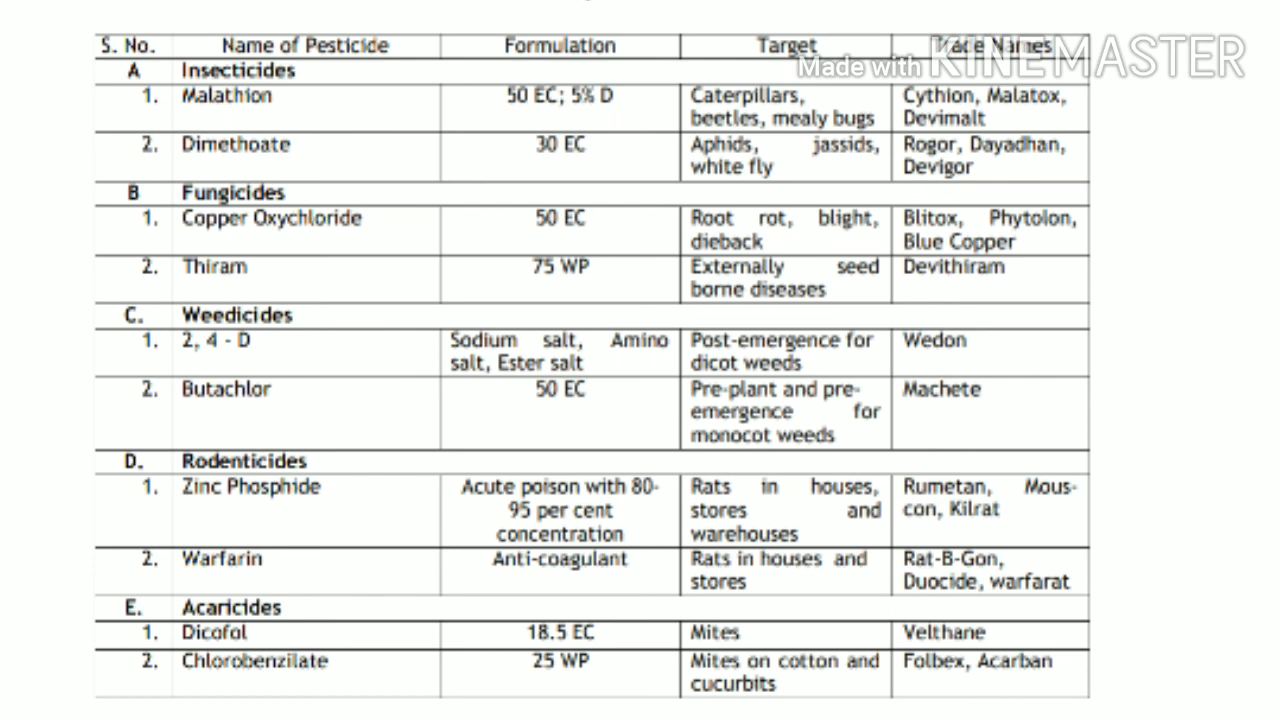 S. No. Name of Pesticide Formulation Target Trade Names
Made with KINEMASTER
A Insecticides
1. Malathion 50 EC; 5% D Caterpillars, Cythion, Malatox,
beetles, mealy bugs Devimalt
2. Dimethoate 30 EC Aphids, jassids, Rogor, Dayadhan,
white fly Devigor
B Fungicides
1. Copper Oxychloride 50 EC Root rot, blight, Blitox, Phytolon,
dieback Blue Copper
2. Thiram 75 WP Externally seed Devithiram
borne diseases
C. Weedicides
1. 2, 4 - D Sodium salt, Amino Post-emergence for Wedon
salt, Ester salt dicot weeds
2. Butachlor 50 EC Pre-plant and pre- Machete
emergence for
monocot weeds
D. Rodenticides
1. Zinc Phosphide Acute poison with 80- Rats in houses, Rumetan, Mous-
95 per cent stores and con, Kilrat
concentration warehouses
2. Warfarin Anti-coagulant Rats in houses and Rat-B-Gon,
stores Duocide, warfarat
E. Acaricides
1. Dicofol 18.5 EC Mites Velthane
2. Chlorobenzilate 25 WP Mites on cotton and Folbex, Acarban
cucurbits